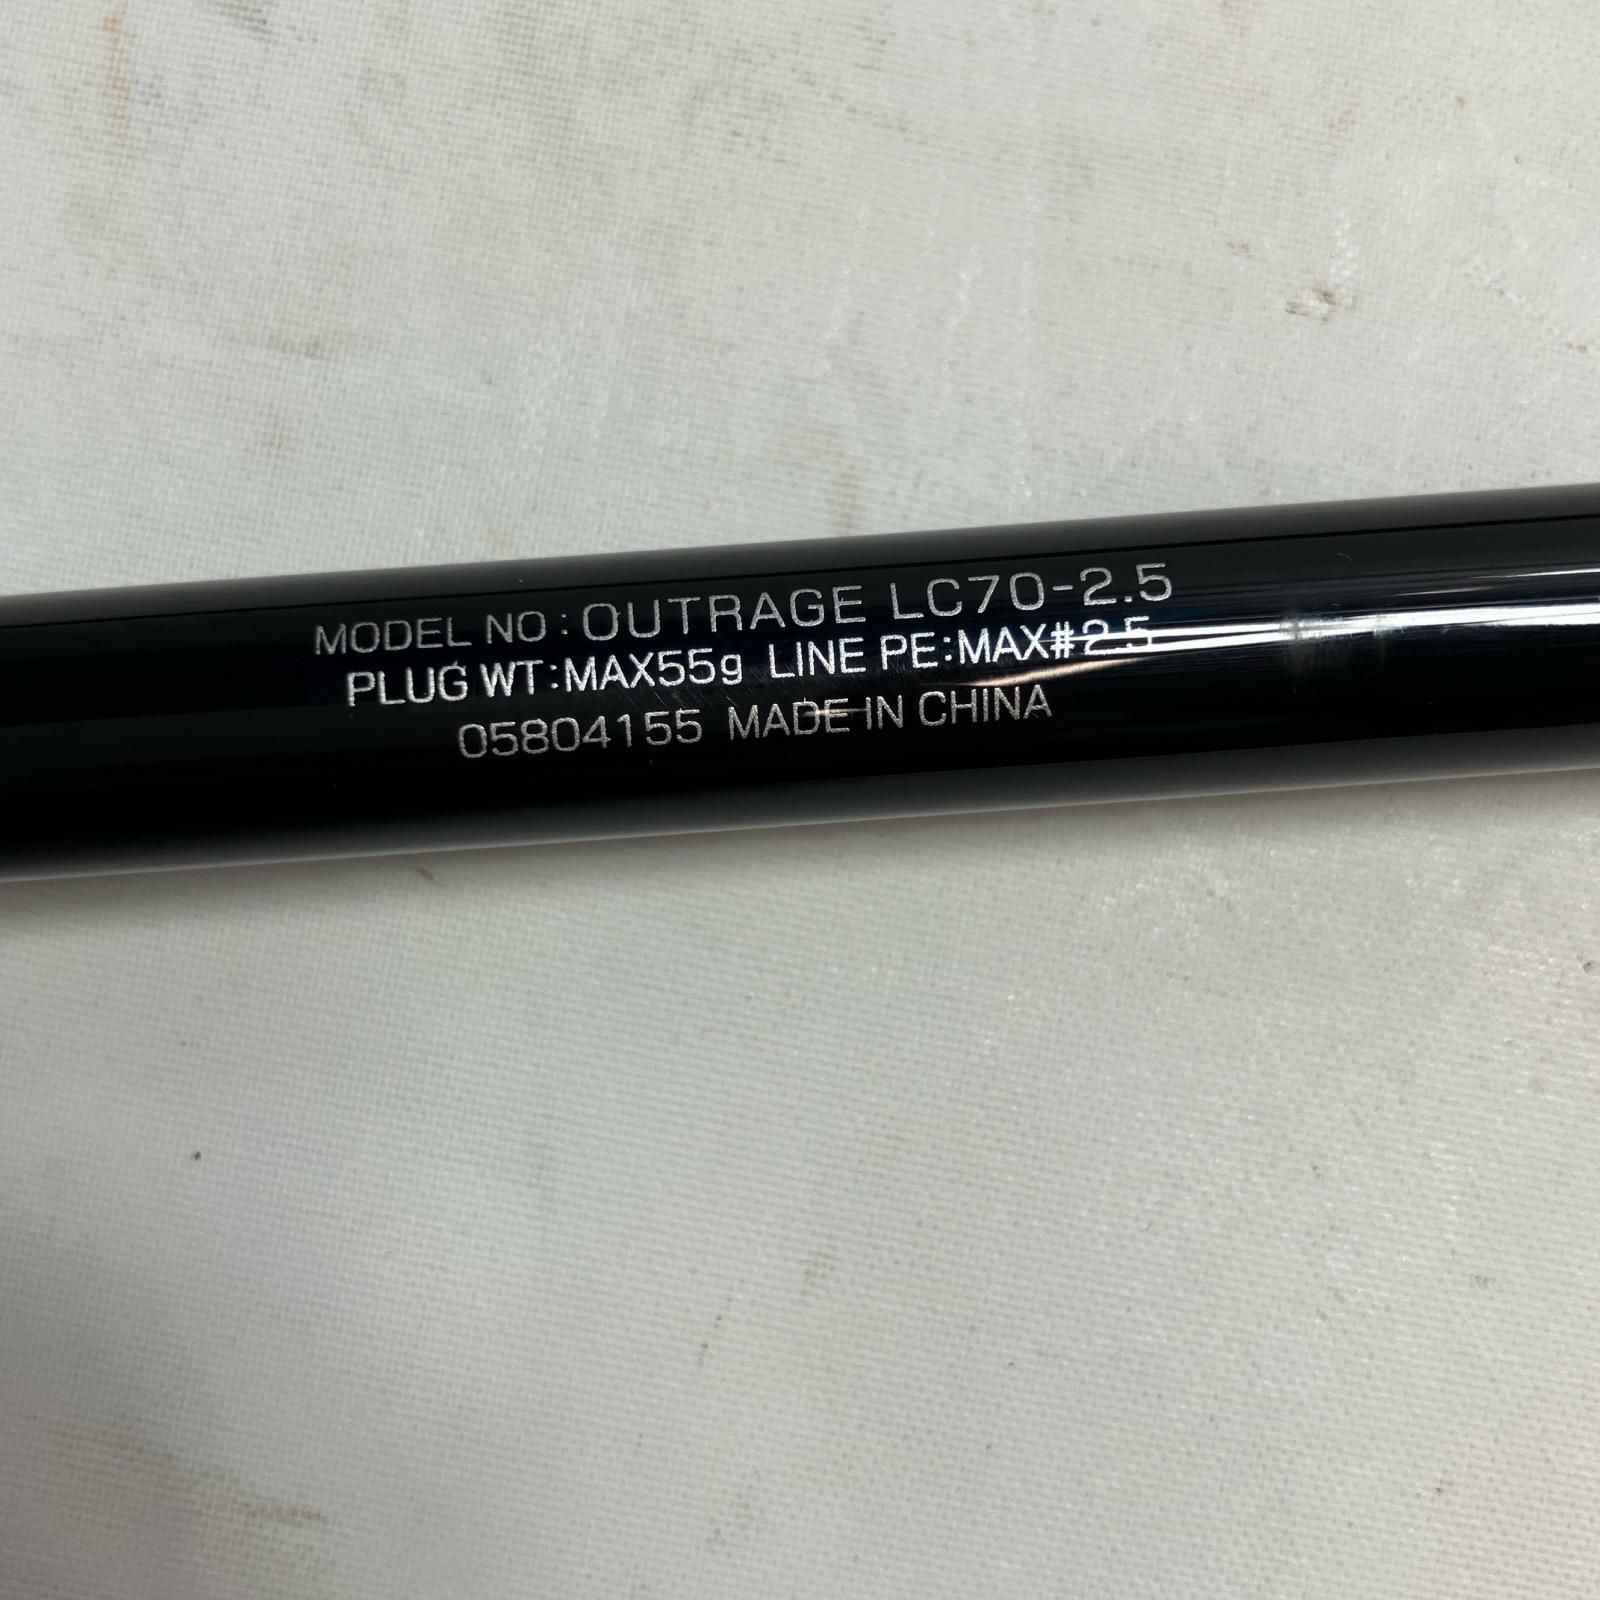 MODEL NO:OUTRAGE LC70-2.5
PLUG WT:MAX55g LINE PE:MAX#2.5
05804155 MADE IN CHINA